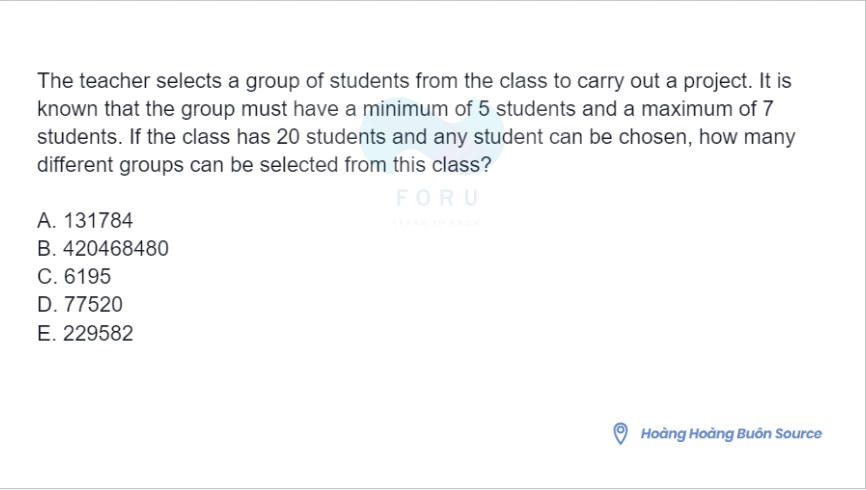 The teacher selects a group of students from the class to carry out a project. It is
known that the group must have a minimum of 5 students and a maximum of 7
students. If the class has 20 students and any student can be chosen, how many
different groups can be selected from this class?
FORU
A. 131784
B. 420468480
C. 6195
D. 77520
E. 229582
Hoàng Hoàng Buôn Source